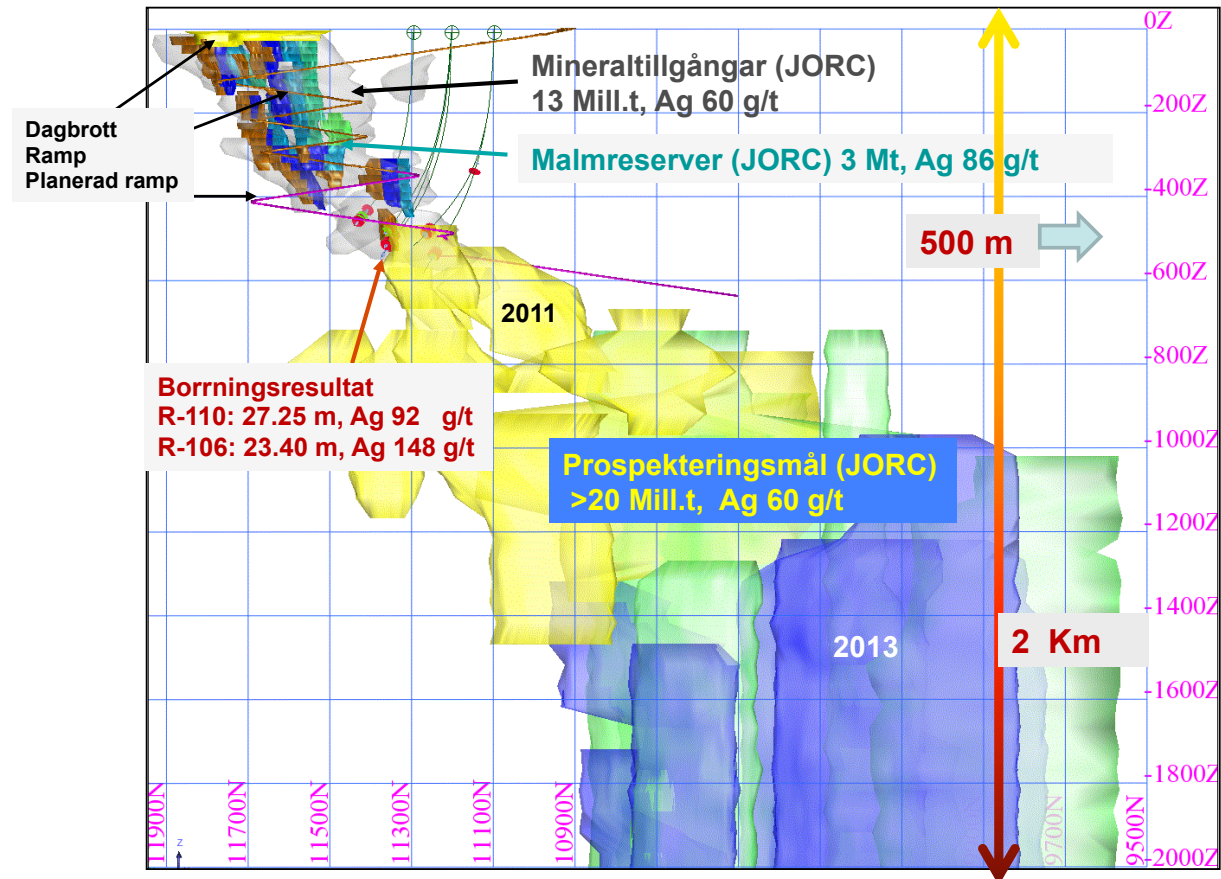 0Z
Mineraltillgångar (JORC)
13 Mill.t, Ag 60 g/t
-200Z
Dagbrott
Ramp
Planerad ramp
Malmreserver (JORC) 3 Mt, Ag 86 g/t
-400Z
500 m
-600Z
2011
-800Z
Borrningsresultat
R-110: 27.25 m, Ag 92 g/t
R-106: 23.40 m, Ag 148 g/t
-1000Z
Prospekteringsmål (JORC)
>20 Mill.t, Ag 60 g/t
-1200Z
-1400Z
2013
2 Km
-1600Z
-1800Z
11900N
11700N
11500N
11300N
11100N
10900N
9700N
9500N
-2000Z
z